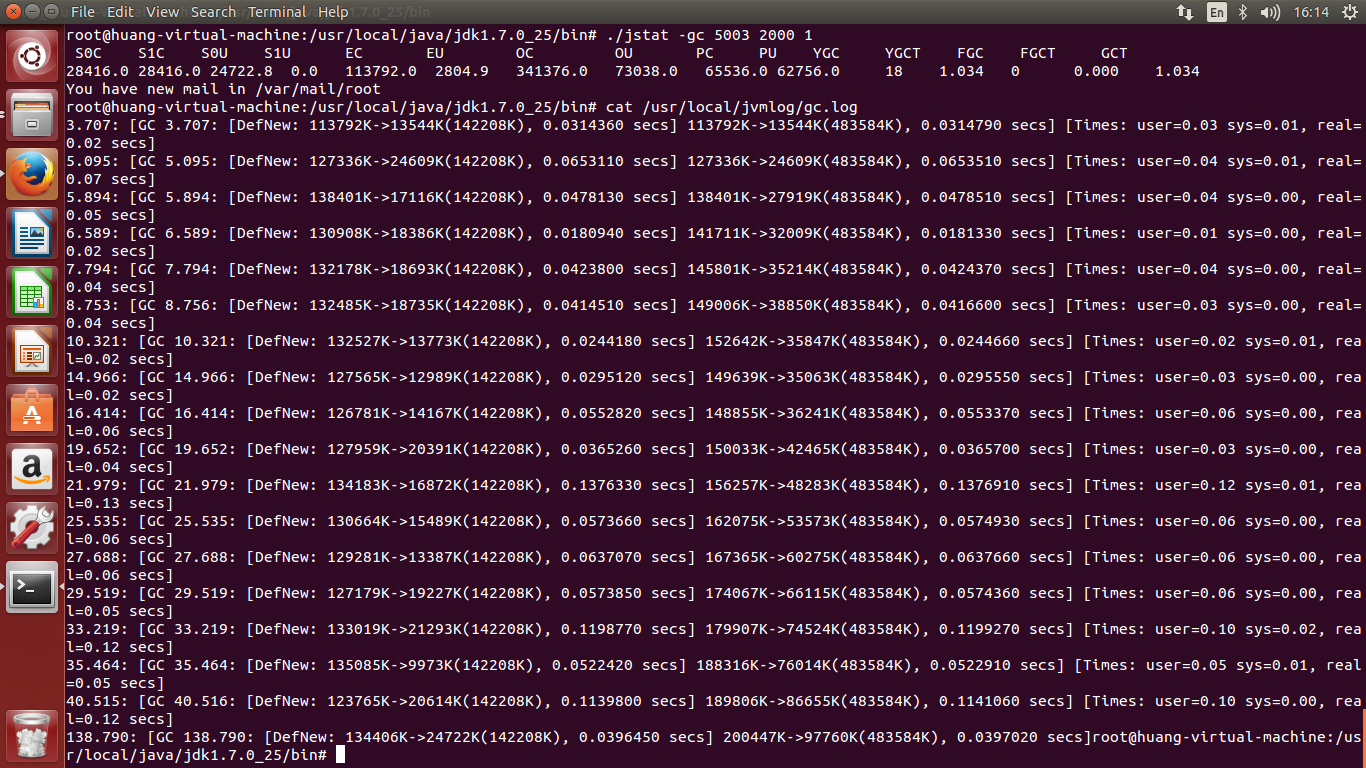 File Edit View Search Terminal Help
En
16:14
root@huang-virtual-machine:/usr/local/java/jdk1.7.0_25/bin# ./jstat -gc 5003 2000 1
S0C S1C S0U S1U EC EU OC OU PC PU YGC YGCT FGC FGCT GCT
28416.0 28416.0 24722.8 0.0 113792.0 2804.9 341376.0 73038.0 65536.0 62756.0 18 1.034 0 0.000 1.034
You have new mail in /var/mail/root
root@huang-virtual-machine:/usr/local/java/jdk1.7.0_25/bin# cat /usr/local/jvmlog/gc.log
3.707: [GC 3.707: [DefNew: 113792K->13544K(142208K), 0.0314360 secs] 113792K->13544K(483584K), 0.0314790 secs] [Times: user=0.03 sys=0.01, real=
0.02 secs]
5.095: [GC 5.095: [DefNew: 127336K->24609K(142208K), 0.0653110 secs] 127336K->24609K(483584K), 0.0653510 secs] [Times: user=0.04 sys=0.01, real=
0.07 secs]
5.894: [GC 5.894: [DefNew: 138401K->17116K(142208K), 0.0478130 secs] 138401K->27919K(483584K), 0.0478510 secs] [Times: user=0.04 sys=0.00, real=
0.05 secs]
6.589: [GC 6.589: [DefNew: 130908K->18386K(142208K), 0.0180940 secs] 141711K->32009K(483584K), 0.0181330 secs] [Times: user=0.01 sys=0.00, real=
0.02 secs]
7.794: [GC 7.794: [DefNew: 132178K->18693K(142208K), 0.0423800 secs] 145801K->35214K(483584K), 0.0424370 secs] [Times: user=0.04 sys=0.00, real=
0.04 secs]
8.753: [GC 8.756: [DefNew: 132485K->18735K(142208K), 0.0414510 secs] 149006K->38850K(483584K), 0.0416600 secs] [Times: user=0.03 sys=0.00, real=
0.04 secs]
10.321: [GC 10.321: [DefNew: 132527K->13773K(142208K), 0.0244180 secs] 152642K->35847K(483584K), 0.0244660 secs] [Times: user=0.02 sys=0.01, rea
l=0.02 secs]
14.966: [GC 14.966: [DefNew: 127565K->12989K(142208K), 0.0295120 secs] 149639K->35063K(483584K), 0.0295550 secs] [Times: user=0.03 sys=0.00, rea
l=0.02 secs]
16.414: [GC 16.414: [DefNew: 126781K->14167K(142208K), 0.0552820 secs] 148855K->36241K(483584K), 0.0553370 secs] [Times: user=0.06 sys=0.00, rea
l=0.06 secs]
19.652: [GC 19.652: [DefNew: 127959K->20391K(142208K), 0.0365260 secs] 150033K->42465K(483584K), 0.0365700 secs] [Times: user=0.03 sys=0.00, rea
l=0.04 secs]
21.979: [GC 21.979: [DefNew: 134183K->16872K(142208K), 0.1376330 secs] 156257K->48283K(483584K), 0.1376910 secs] [Times: user=0.12 sys=0.01, rea
l=0.13 secs]
25.535: [GC 25.535: [DefNew: 130664K->15489K(142208K), 0.0573660 secs] 162075K->53573K(483584K), 0.0574930 secs] [Times: user=0.06 sys=0.00, rea
l=0.06 secs]
27.688: [GC 27.688: [DefNew: 129281K->13387K(142208K), 0.0637070 secs] 167365K->60275K(483584K), 0.0637660 secs] [Times: user=0.06 sys=0.00, rea
l=0.06 secs]
29.519: [GC 29.519: [DefNew: 127179K->19227K(142208K), 0.0573850 secs] 174067K->66115K(483584K), 0.0574360 secs] [Times: user=0.06 sys=0.00, rea
l=0.05 secs]
33.219: [GC 33.219: [DefNew: 133019K->21293K(142208K), 0.1198770 secs] 179907K->74524K(483584K), 0.1199270 secs] [Times: user=0.10 sys=0.02, rea
l=0.12 secs]
35.464: [GC 35.464: [DefNew: 135085K->9973K(142208K), 0.0522420 secs] 188316K->76014K(483584K), 0.0522910 secs] [Times: user=0.05 sys=0.01, real
=0.05 secs]
40.515: [GC 40.516: [DefNew: 123765K->20614K(142208K), 0.1139800 secs] 189806K->86655K(483584K), 0.1141060 secs] [Times: user=0.10 sys=0.00, rea
l=0.12 secs]
138.790: [GC 138.790: [DefNew: 134406K->24722K(142208K), 0.0396450 secs] 200447K->97760K(483584K), 0.0397020 secs]root@huang-virtual-machine:/us
r/local/java/jdk1.7.0_25/bin#